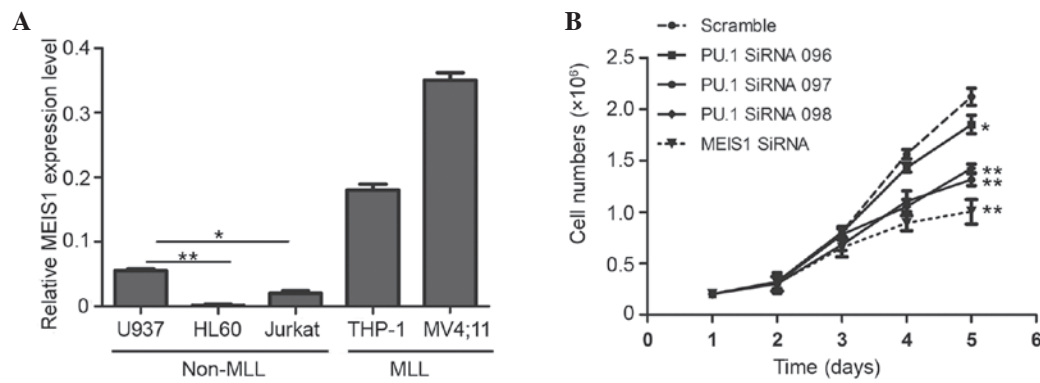 A
Relative MEIS1 expression level
0.4
0.3
0.2
0.1
0
*
**
U937 HL60 Jurkat THP-1 MV4;11
Non-MLL MLL
B
Scramble
PU.1 SiRNA 096
PU.1 SiRNA 097
PU.1 SiRNA 098
MEIS1 SiRNA
Cell numbers (×10⁶)
2.5
2.0
1.5
1.0
0.5
0.0
*
**
**
**
0 1 2 3 4 5 6
Time (days)